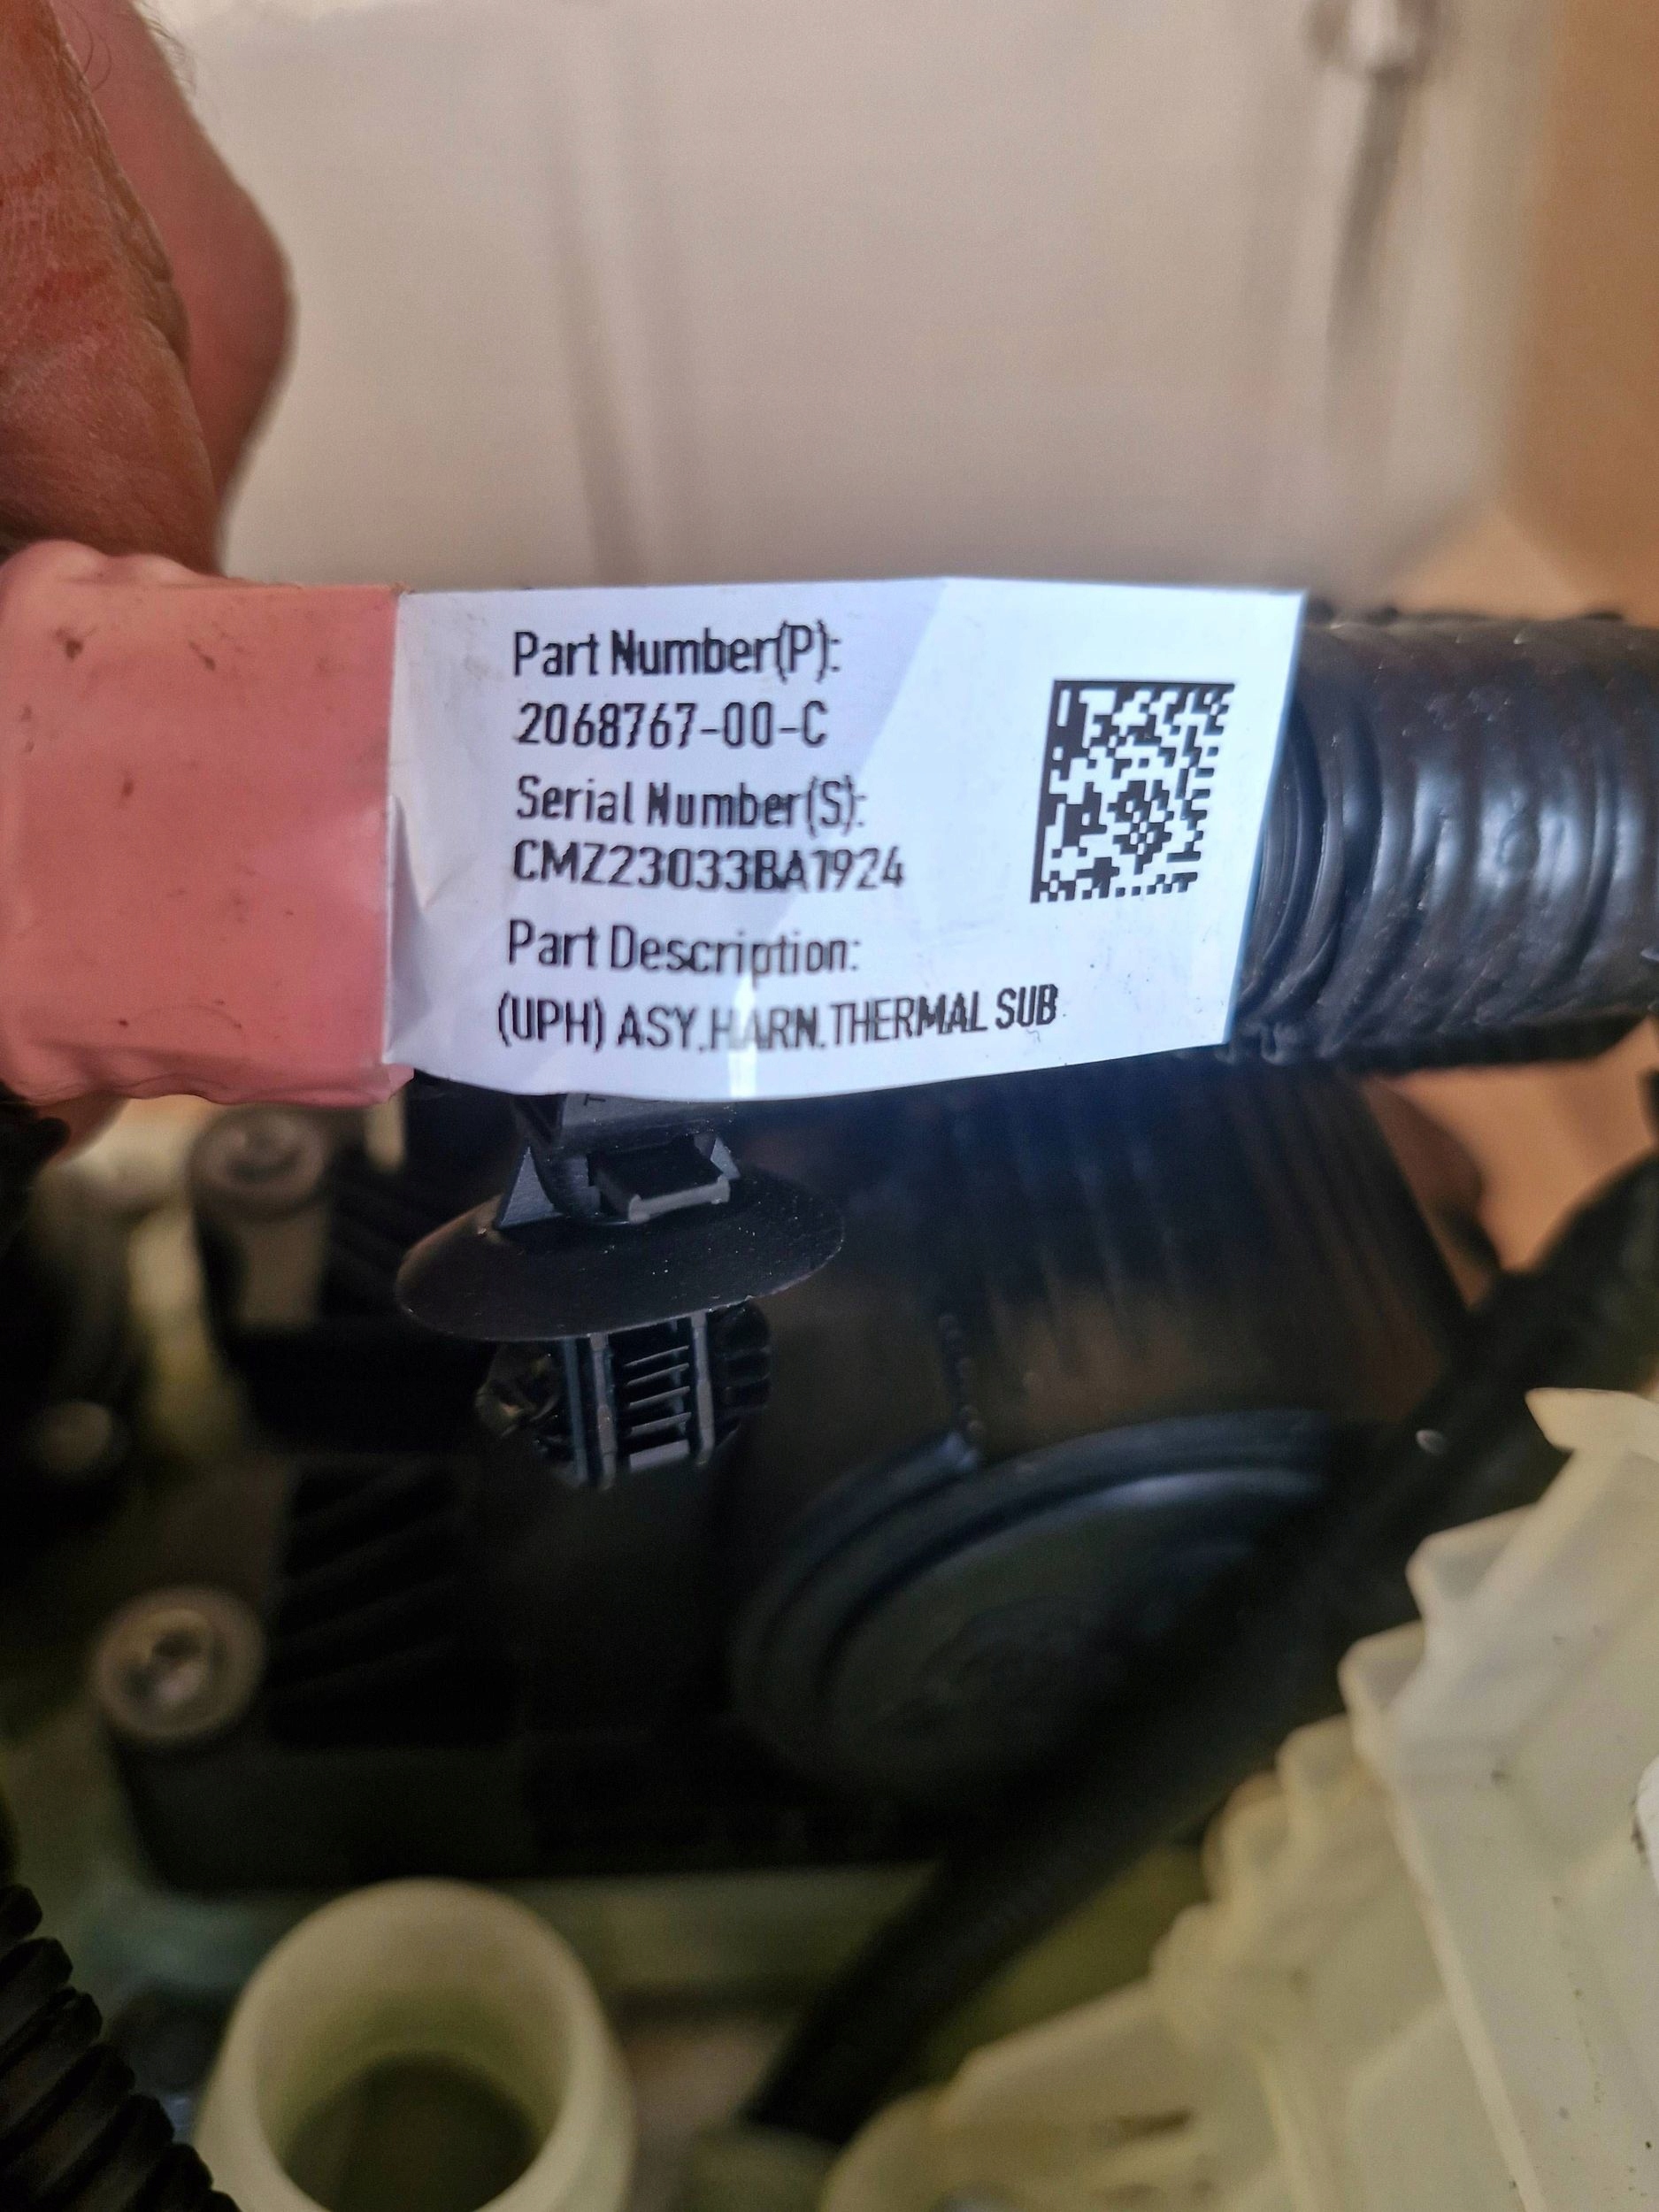 Part Number(P):
2068767-00-C
Serial Number(S):
CMZ23033BA1924
Part Description:
(UPH) ASY.HARN.THERMAL SUB